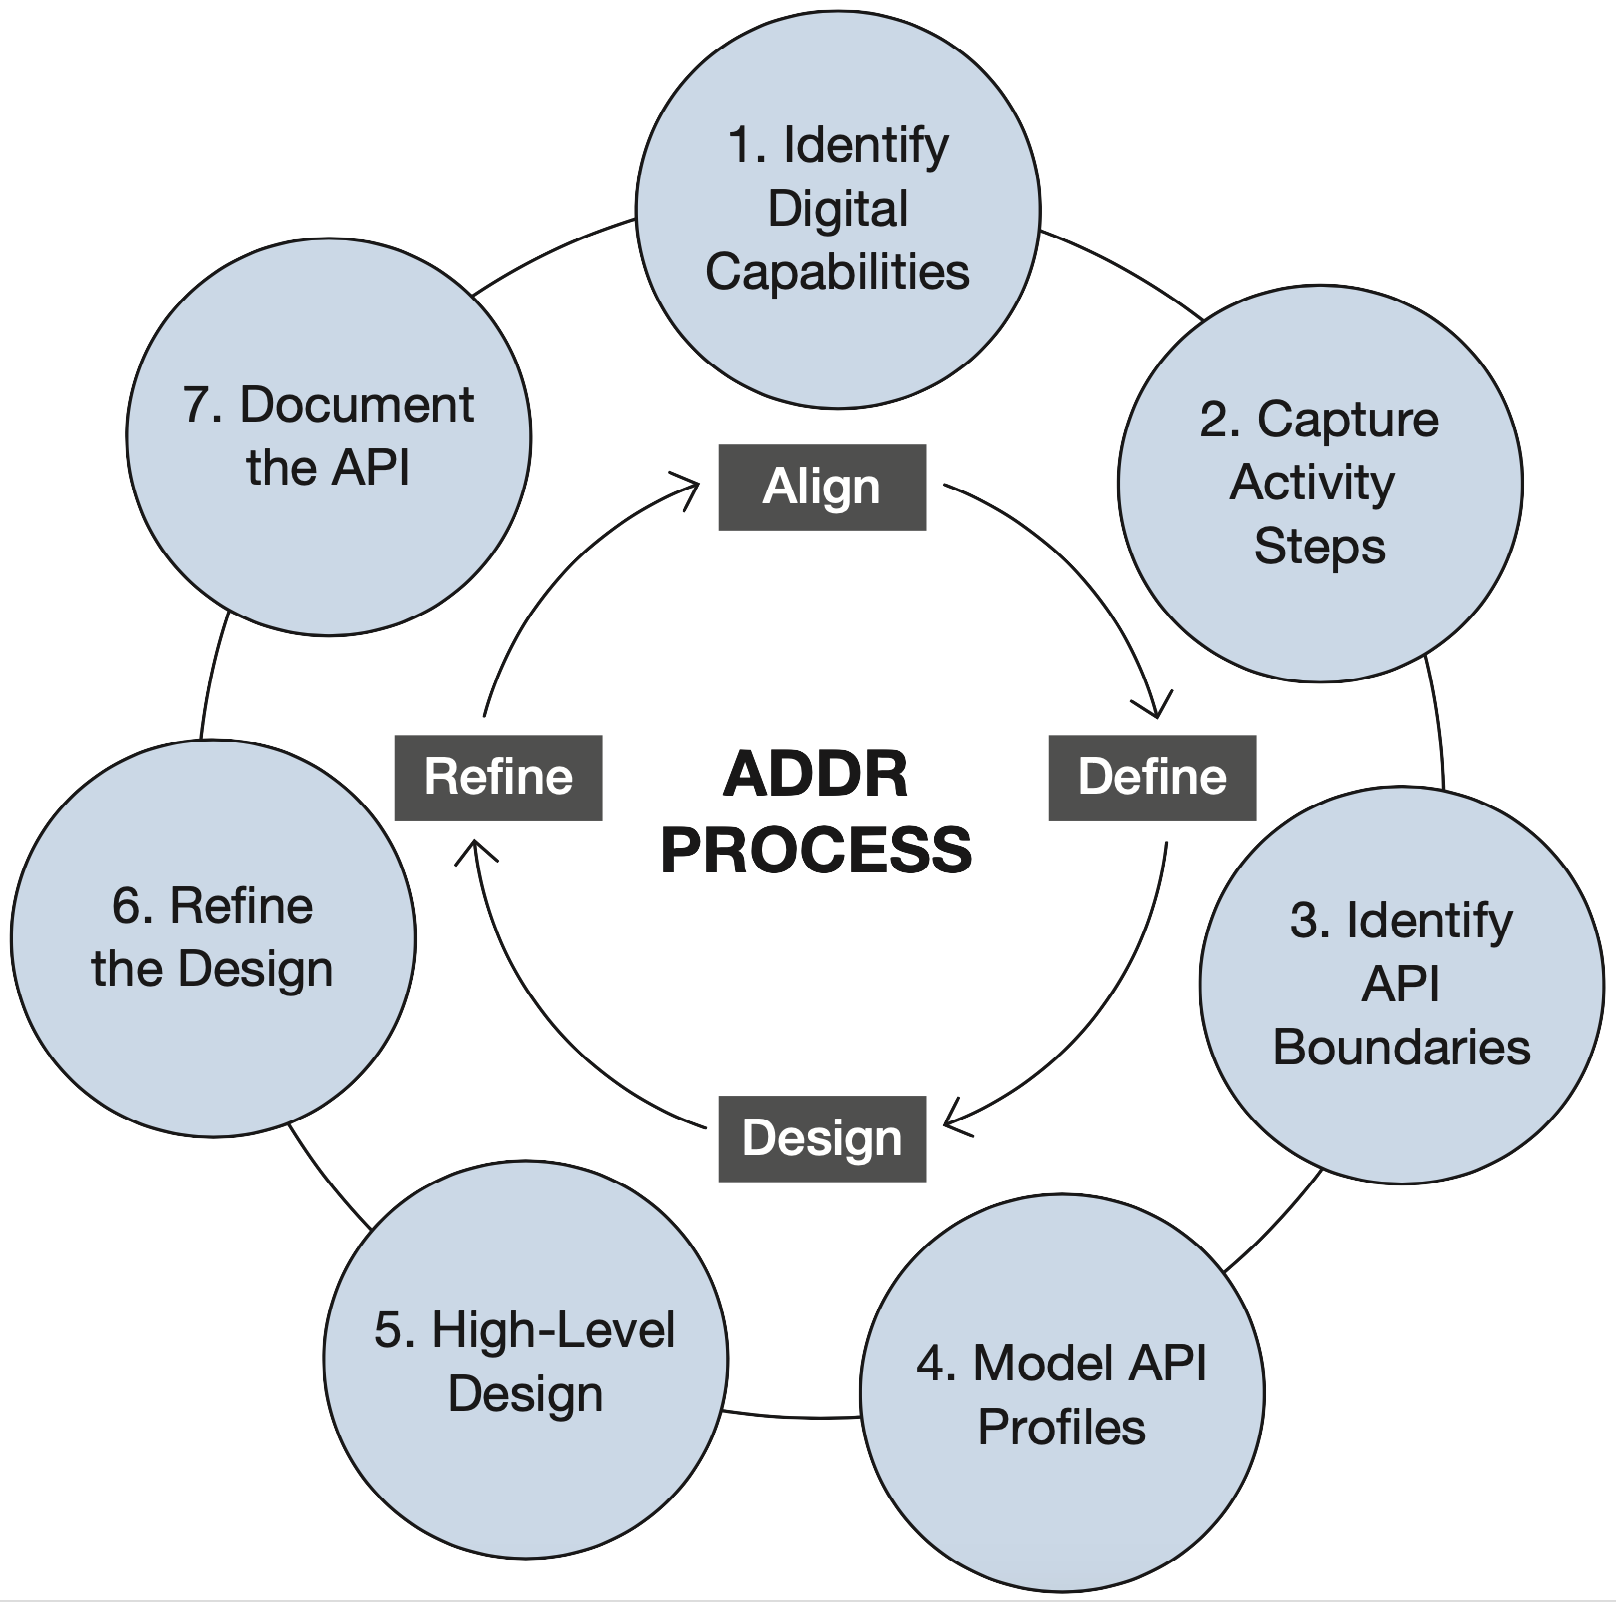 1. Identify
Digital
Capabilities
2. Capture
Activity
Steps
3. Identify
API
Boundaries
4. Model API
Profiles
5. High-Level
Design
6. Refine
the Design
7. Document
the API
Align
Define
Design
Refine
ADDR
PROCESS